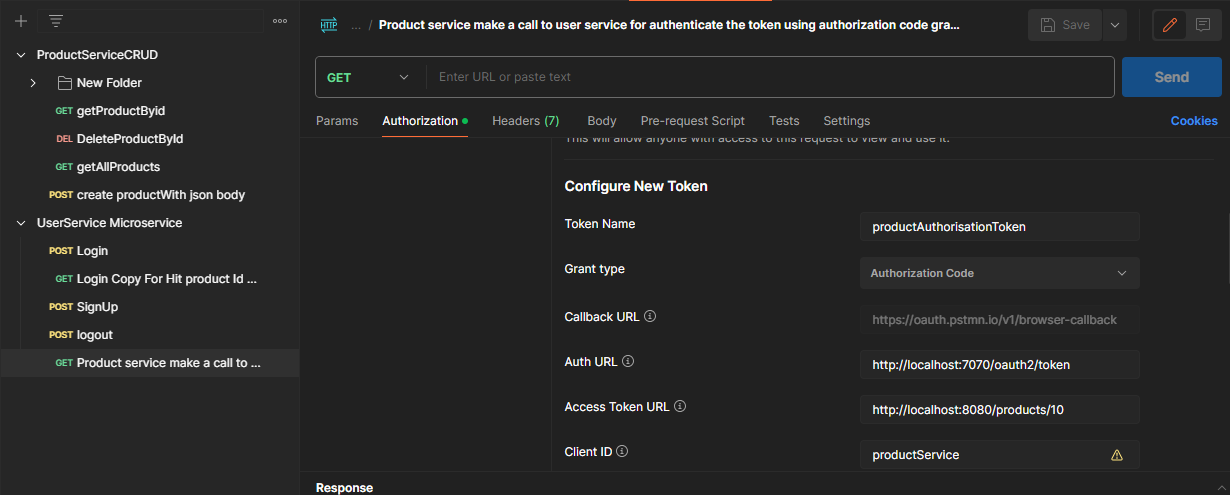 HTTP ... / Product service make a call to user service for authenticate the token using authorization code gra... Save
ProductServiceCRUD
New Folder
GET getProductByid
DEL DeleteProductById
GET getAllProducts
POST create productWith json body
UserService Microservice
POST Login
GET Login Copy For Hit product Id ...
POST SignUp
POST logout
GET Product service make a call to ...
GET Enter URL or paste text Send
Params Authorization Headers (7) Body Pre-request Script Tests Settings Cookies
This will allow anyone with access to this request to view and use it.
Configure New Token
Token Name productAuthorisationToken
Grant type Authorization Code
Callback URL https://oauth.pstmn.io/v1/browser-callback
Auth URL http://localhost:7070/oauth2/token
Access Token URL http://localhost:8080/products/10
Client ID productService
Response